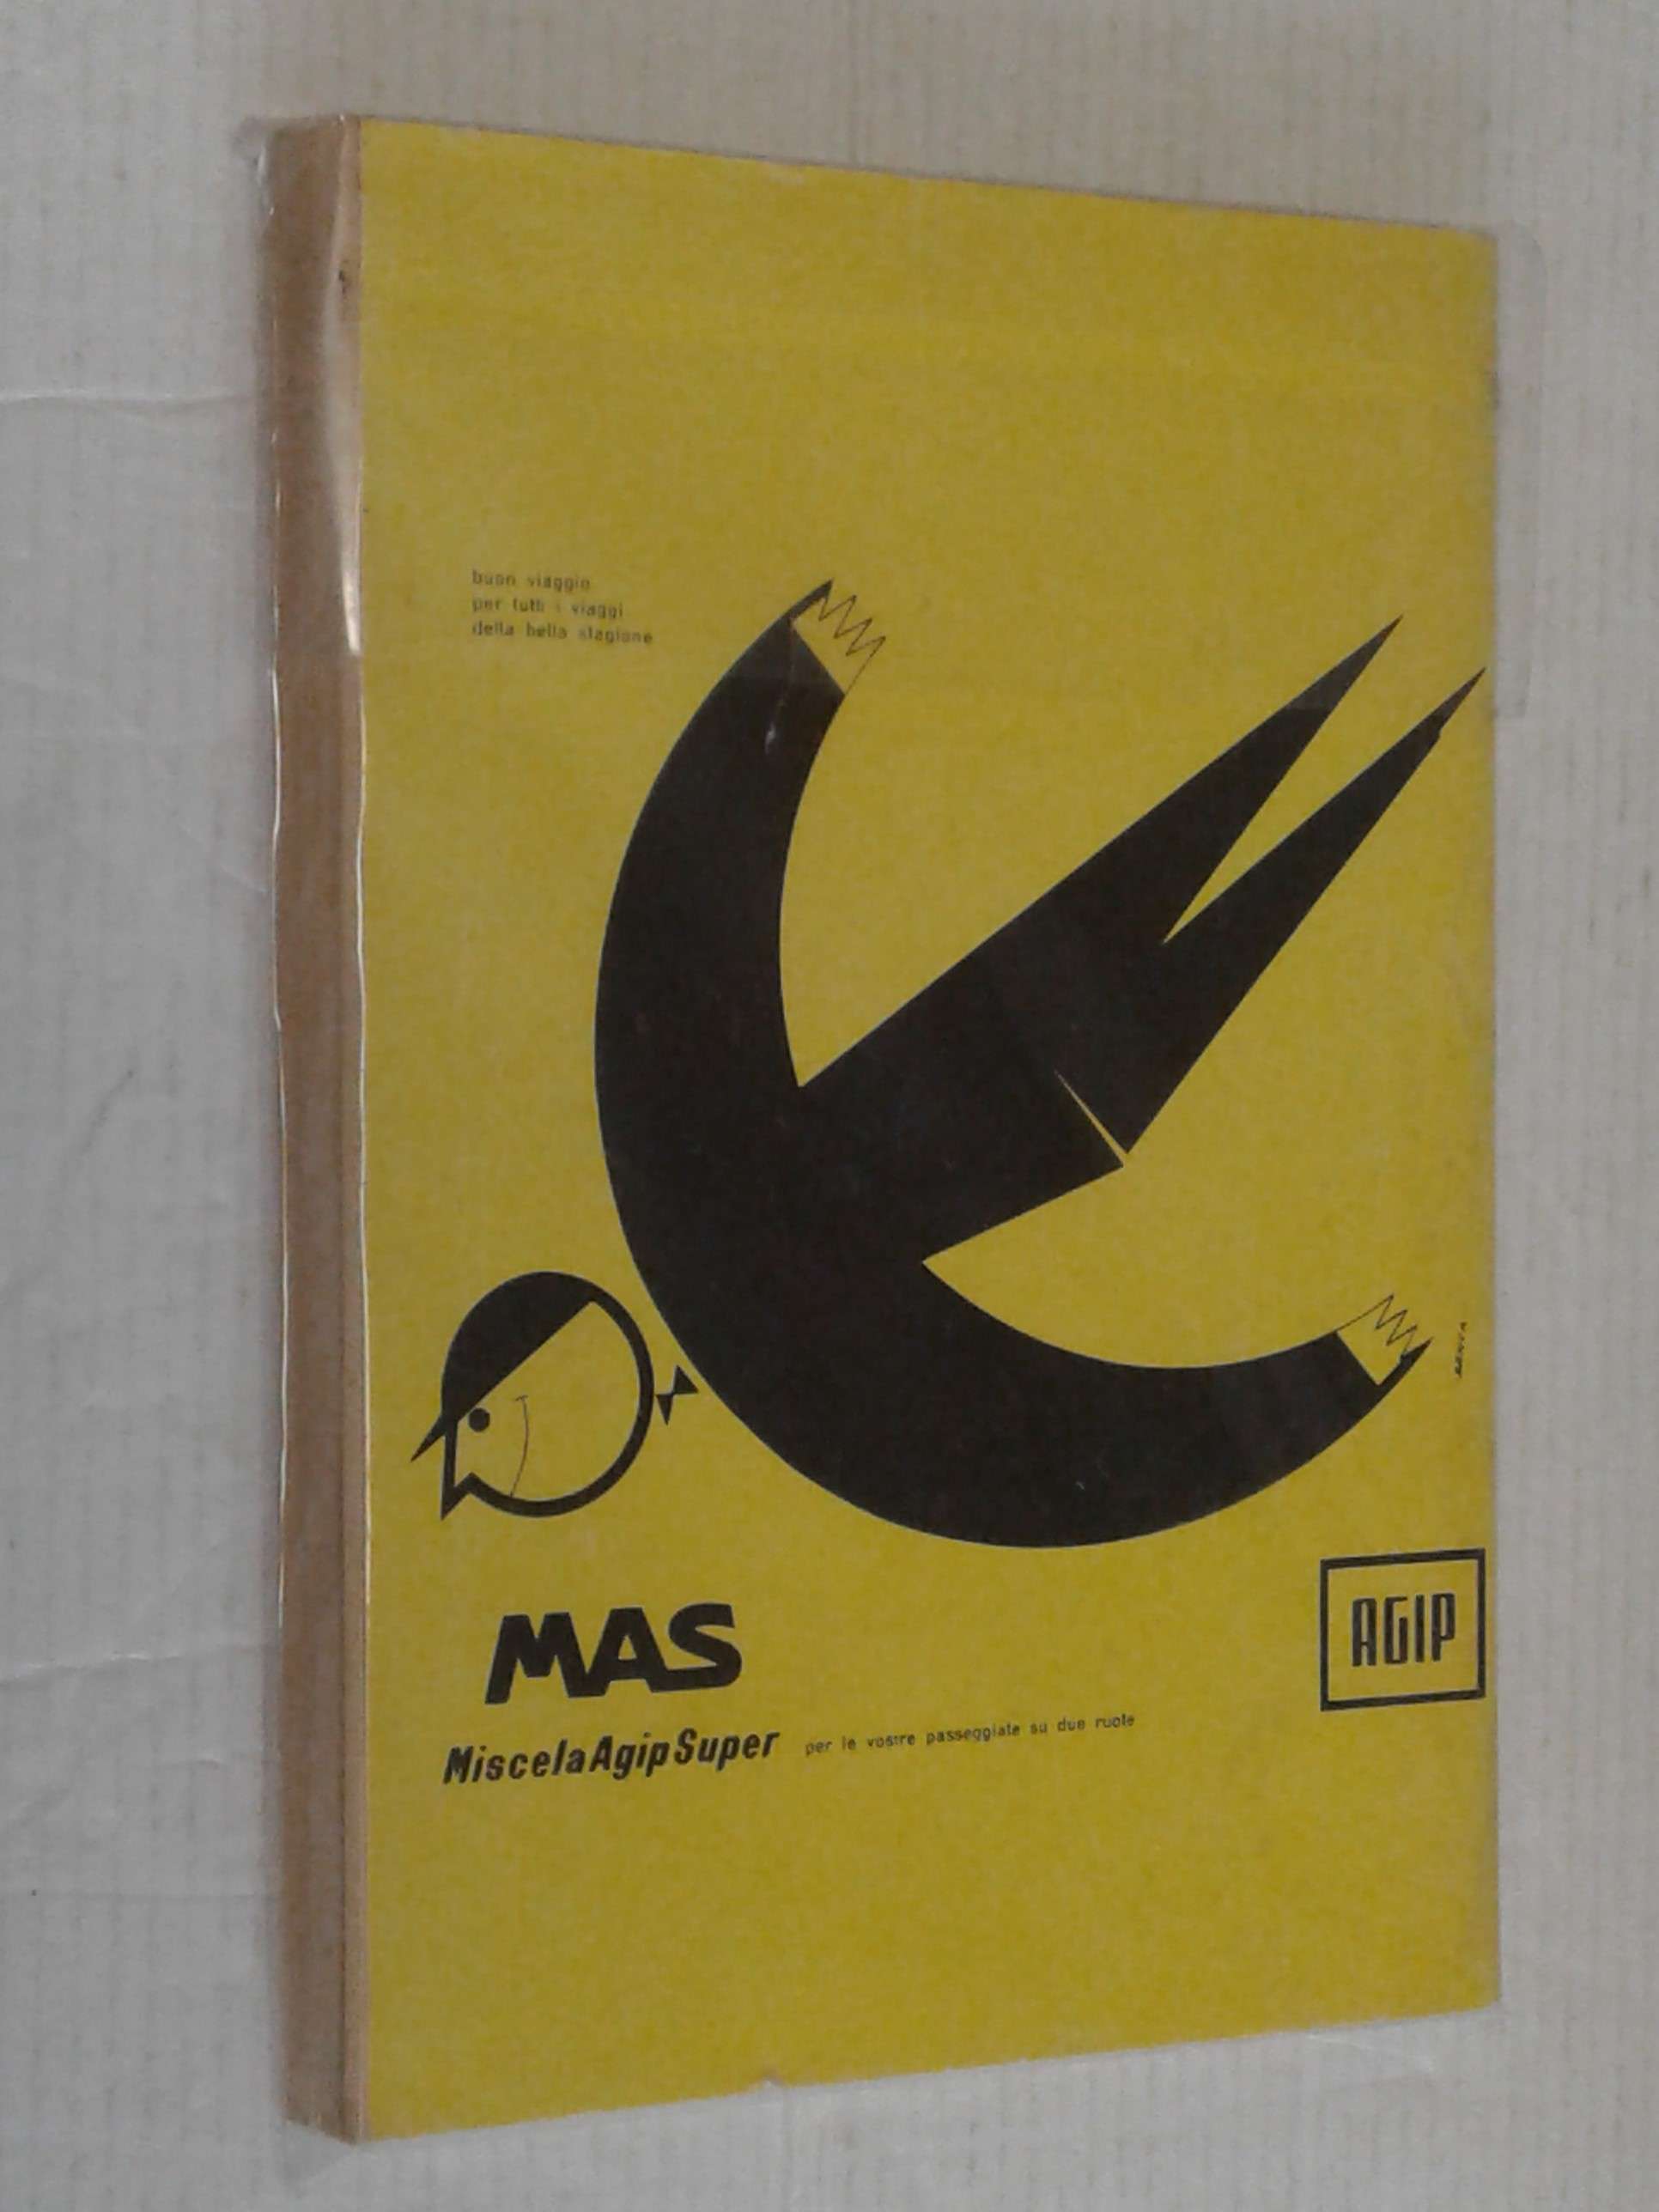 buon viaggio
per tutti i viaggi
della bella stagione
MAS
AGIP
MiscelaAgipSuper per le vostre passeggiate su due ruote